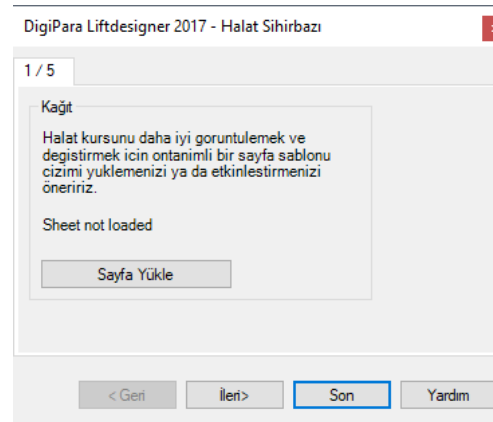 DigiPara Liftdesigner 2017 - Halat Sihirbazı
1 / 5
Kağıt
Halat kursunu daha iyi goruntulemek ve
degistirmek icin ontanimli bir sayfa sablonu
cizimi yuklemenizi ya da etkinlestirmenizi
öneririz.
Sheet not loaded
Sayfa Yükle
< Geri
İleri>
Son
Yardım